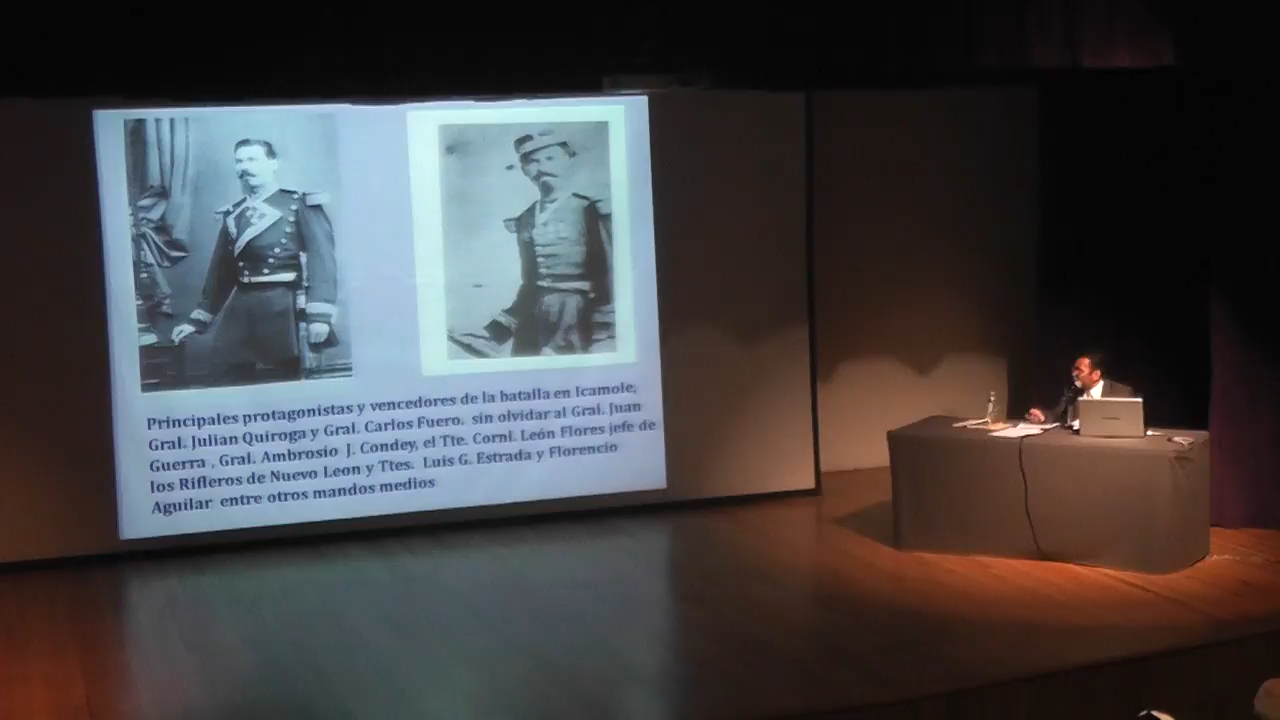 Principales protagonistas y vencedores de la batalla en Icamole,
Gral. Julian Quiroga y Gral. Carlos Fuero, sin olvidar al Gral. Juan
Guerra , Gral. Ambrosio J. Condey, el Tte. Cornl. León Flores jefe de
los Rifleros de Nuevo Leon y Ttes. Luis G. Estrada y Florencio
Aguilar entre otros mandos medios